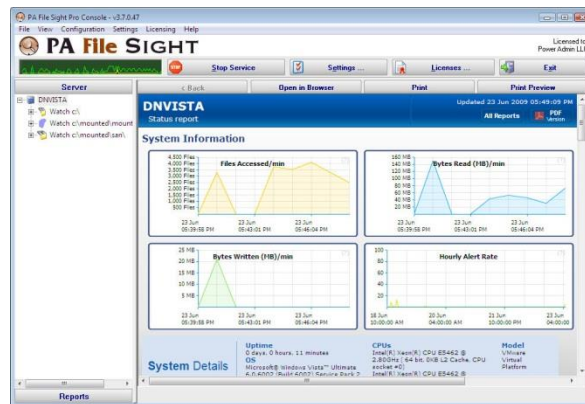 PA File Sight Pro Console - v3.7.0.47
File View Configuration Settings Licensing Help
PA File SIGHT
Licensed to
Power Admin LLC
Stop Service
Settings ...
Licenses ...
Exit
Server
< Back
Open in Browser
Print
Print Preview
DNVISTA
Watch c:\
Watch c:\mounted\mount
Watch c:\mounted\san\
DNVISTA
Status report
Updated 23 Jun 2009 05:49:09 PM
All Reports
PDF
Version
System Information
Files Accessed/min
4,500 Files
4,000 Files
3,500 Files
3,000 Files
2,500 Files
2,000 Files
1,500 Files
1,000 Files
500 Files
23 Jun
05:39:58 PM
23 Jun
05:43:01 PM
23 Jun
05:46:04 PM
Bytes Read (MB)/min
160 MB
140 MB
120 MB
100 MB
80 MB
60 MB
40 MB
20 MB
23 Jun
05:39:58 PM
23 Jun
05:43:01 PM
23 Jun
05:46:04 PM
Bytes Written (MB)/min
25 MB
20 MB
15 MB
10 MB
5 MB
23 Jun
05:39:58 PM
23 Jun
05:43:01 PM
23 Jun
05:46:04 PM
Hourly Alert Rate
100
80
60
40
20
18 Jun
10:00:00 AM
20 Jun
04:00:00 AM
21 Jun
10:00:00 PM
23 Jun
04:00:00
System Details
Uptime
0 days, 0 hours, 11 minutes
OS
Microsoft® Windows Vista™ Ultimate
6.0.6002 [Build 6002] Service Pack 2
CPUs
Intel(R) Xeon(R) CPU E5462 @
2.80GHz [ 64 bit, 0KB L2 Cache, CPU
socket #0]
Intel(R) Xeon(R) CPU E5462 @
Model
VMware
Virtual
Platform
Reports